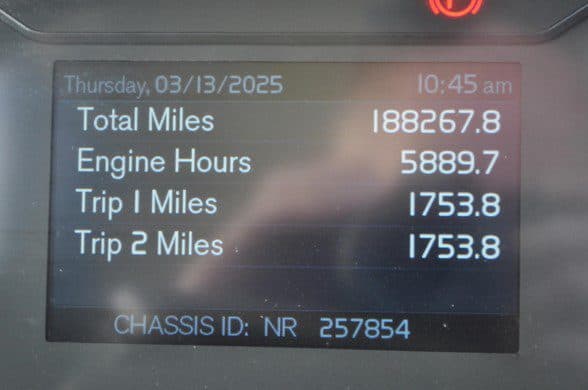 Thursday, 03/13/2025 10:45 am
Total Miles 188267.8
Engine Hours 5889.7
Trip 1 Miles 1753.8
Trip 2 Miles 1753.8
CHASSIS ID: NR 257854